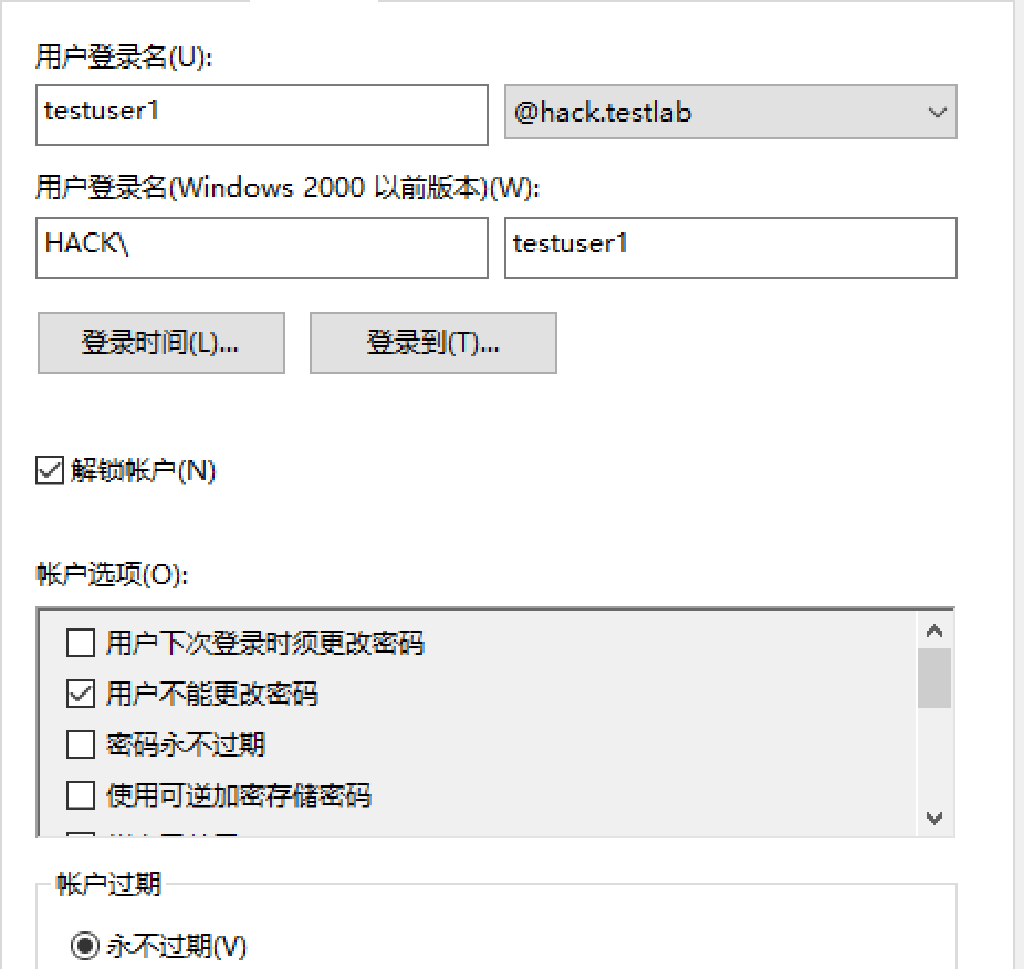 用户登录名(U):
testuser1 @hack.testlab
用户登录名(Windows 2000 以前版本)(W):
HACK\ testuser1
登录时间(L)... 登录到(T)...
解锁帐户(N)
帐户选项(O):
用户下次登录时须更改密码
用户不能更改密码
密码永不过期
使用可逆加密存储密码
帐户过期
永不过期(V)